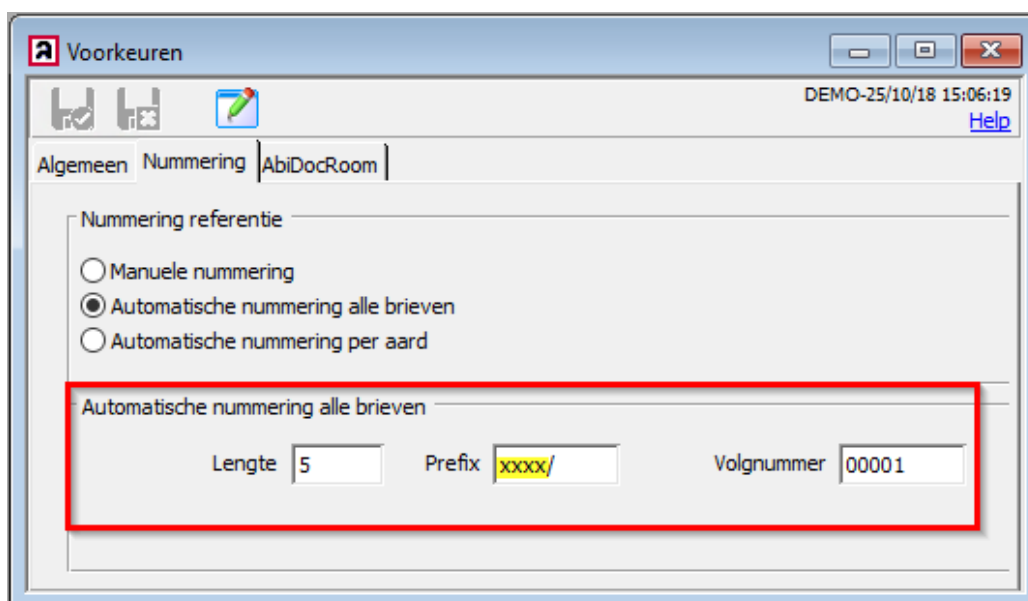 a Voorkeuren
DEMO-25/10/18 15:06:19
Help
Algemeen Nummering AbiDocRoom
Nummering referentie
Manuele nummering
Automatische nummering alle brieven
Automatische nummering per aard
Automatische nummering alle brieven
Lengte 5 Prefix xxxx/ Volgnummer 00001